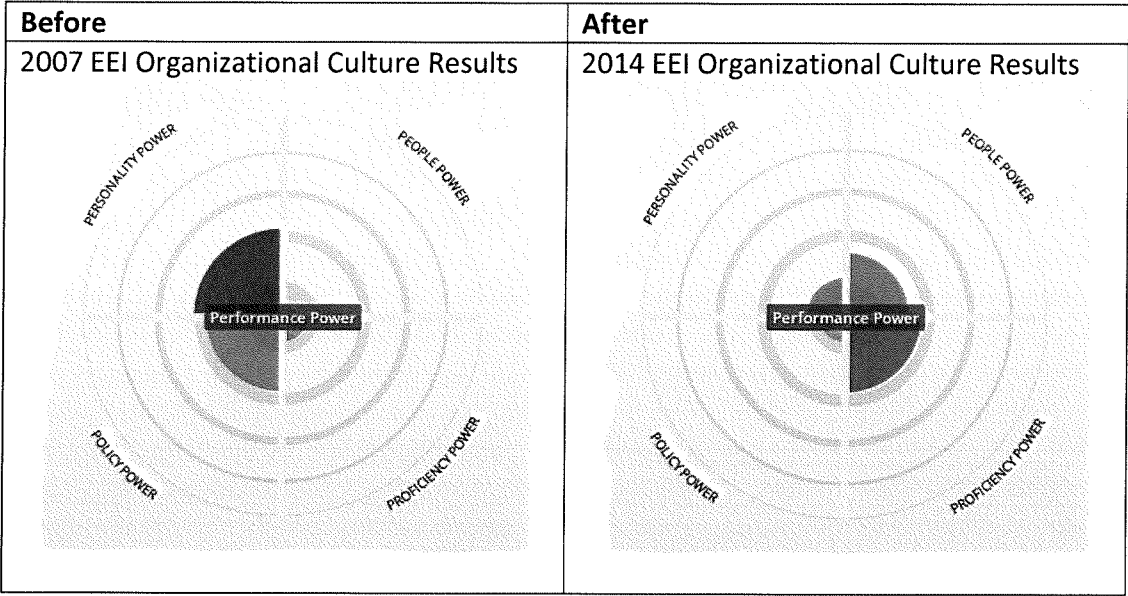 Before
2007 EEI Organizational Culture Results
PERSONALITY POWER
PEOPLE POWER
Performance Power
POLICY POWER
PROFICIENCY POWER
After
2014 EEI Organizational Culture Results
PERSONALITY POWER
PEOPLE POWER
Performance Power
POLICY POWER
PROFICIENCY POWER